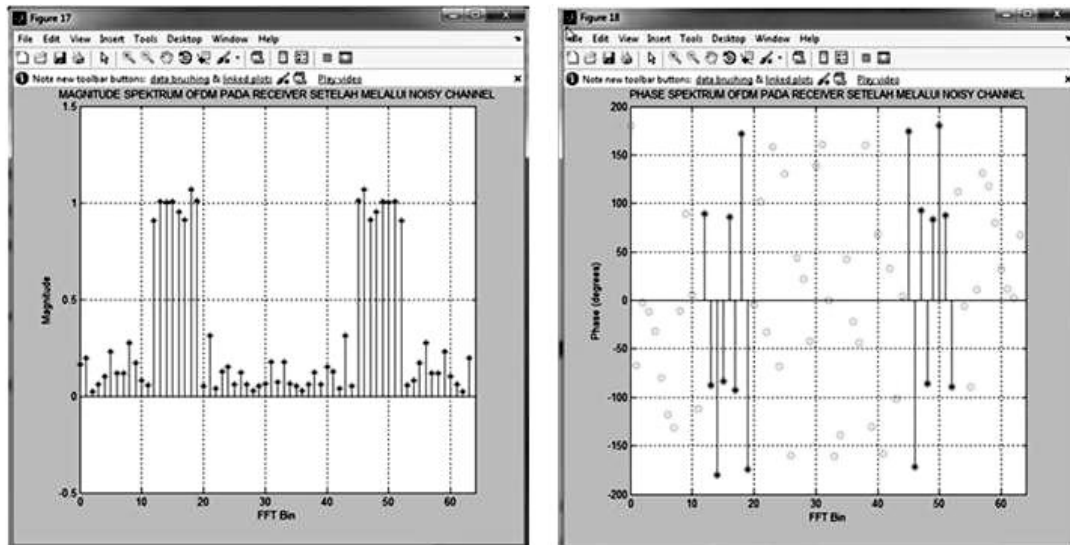 Figure 17
File Edit View Insert Tools Desktop Window Help
Note new toolbar buttons: data brushing & linked plots Play video
MAGNITUDE SPEKTRUM OFDM PADA RECEIVER SETELAH MELALUI NOISY CHANNEL
1.5
1
0.5
0
-0.5
Magnitude
0 10 20 30 40 50 60
FFT Bin
Figure 18
Edit View Insert Tools Desktop Window Help
Note new toolbar buttons: data brushing & linked plots Play video
PHASE SPEKTRUM OFDM PADA RECEIVER SETELAH MELALUI NOISY CHANNEL
200
150
100
50
0
-50
-100
-150
-200
Phase (degrees)
0 10 20 30 40 50 60
FFT Bin